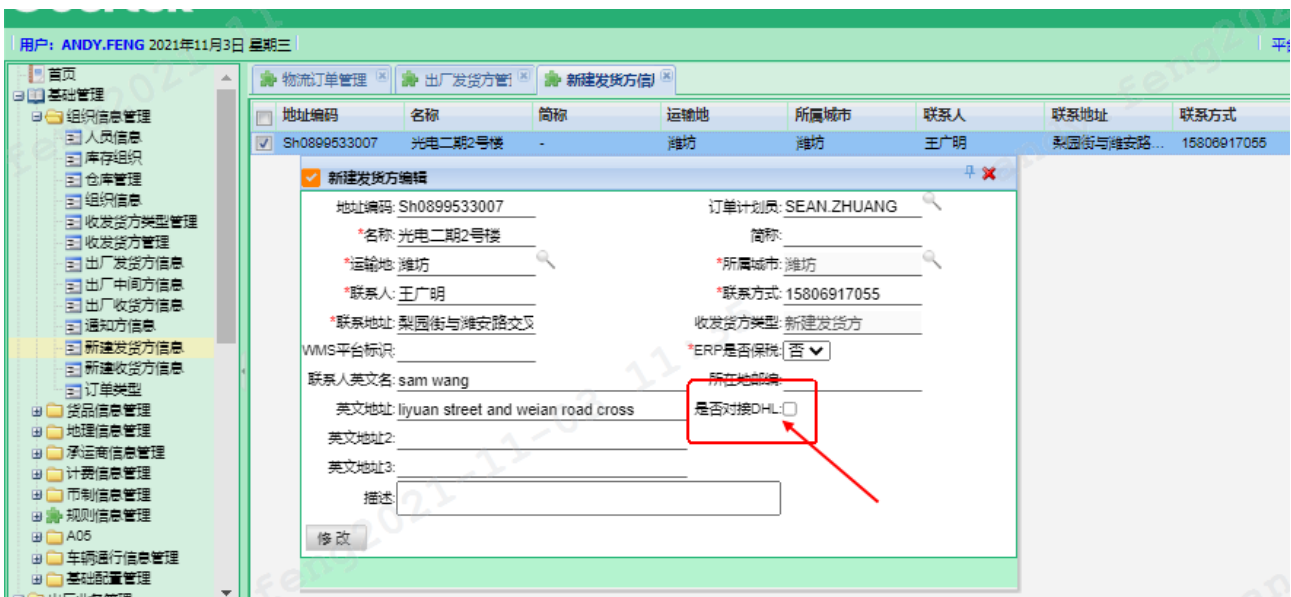 用户：ANDY.FENG 2021年11月3日 星期三
首页
基础管理
组织信息管理
人员信息
库存组织
仓库管理
组织信息
收发货方类型管理
收发货方管理
出厂发货方信息
出厂中间方信息
出厂收货方信息
通知方信息
新建发货方信息
新建收货方信息
订单类型
货品信息管理
地理信息管理
承运商信息管理
计费信息管理
币制信息管理
规则信息管理
A05
车辆通行信息管理
基础配置管理
物流订单管理 出厂发货方管 新建发货方信
地址编码 名称 简称 运输地 所属城市 联系人 联系地址 联系方式
Sh0899533007 光电二期2号楼 - 潍坊 潍坊 王广明 梨园街与潍安路... 15806917055
新建发货方编辑
地址编码: Sh0899533007 订单计划员: SEAN.ZHUANG
*名称: 光电二期2号楼 简称:
*运输地: 潍坊 *所属城市: 潍坊
*联系人: 王广明 *联系方式: 15806917055
*联系地址: 梨园街与潍安路交叉 收发货方类型: 新建发货方
WMS平台标识: *ERP是否保税: 否
联系人英文名: sam wang 所在地邮编:
英文地址: liyuan street and weian road cross 是否对接DHL:
英文地址2:
英文地址3:
描述:
修改